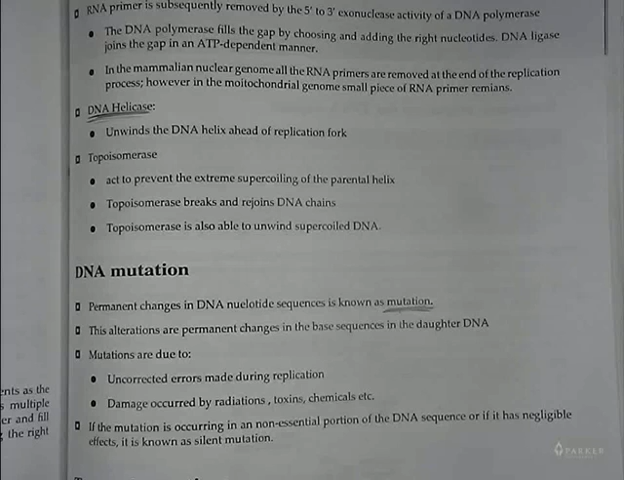 RNA primer is subsequently removed by the 5' to 3' exonuclease activity of a DNA polymerase
The DNA polymerase fills the gap by choosing and adding the right nucleotides. DNA ligase
joins the gap in an ATP-dependent manner.
In the mammalian nuclear genome all the RNA primers are removed at the end of the replication
process; however in the moitochondrial genome small piece of RNA primer remians.
DNA Helicase:
Unwinds the DNA helix ahead of replication fork
Topoisomerase
act to prevent the extreme supercoiling of the parental helix
Topoisomerase breaks and rejoins DNA chains
Topoisomerase is also able to unwind supercoiled DNA.
DNA mutation
Permanent changes in DNA nuelotide sequences is known as mutation.
This alterations are permanent changes in the base sequences in the daughter DNA
Mutations are due to:
Uncorrected errors made during replication
Damage occurred by radiations , toxins, chemicals etc.
If the mutation is occurring in an non-essential portion of the DNA sequence or if it has negligible
effects, it is known as silent mutation.
ents as the
multiple
er and fill
the right